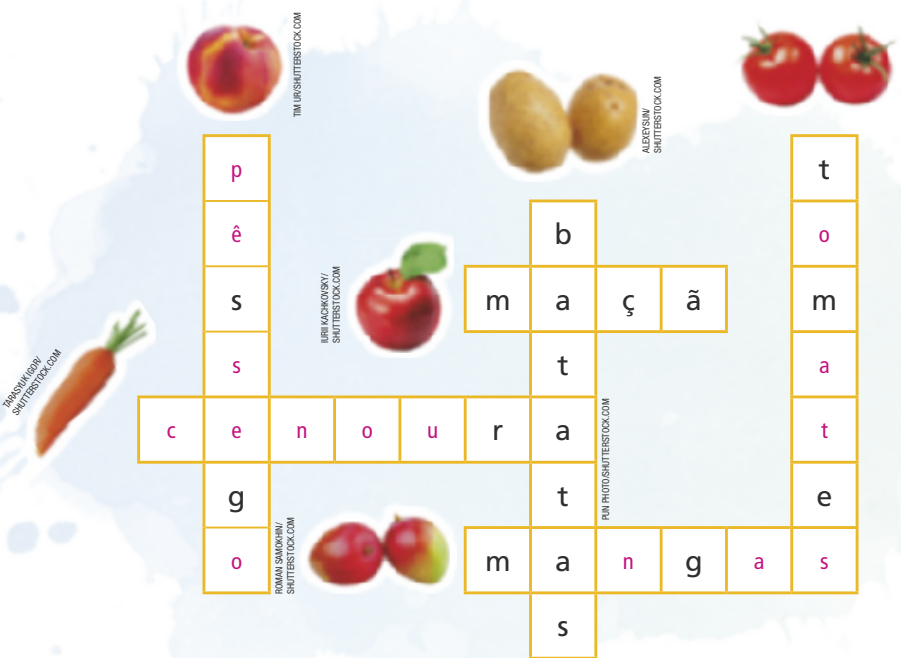 TIM UR/SHUTTERSTOCK.COM
ALEXEYSUN/
SHUTTERSTOCK.COM
p
ê
s
s
e
g
o
t
o
m
a
t
e
s
b
a
t
a
t
a
s
IURII KACHKOVSKY/
SHUTTERSTOCK.COM
m a ç ã
TARASYUK IGOR/
SHUTTERSTOCK.COM
c e n o u r a
PUN PHOTO/SHUTTERSTOCK.COM
ROMAN SAMOKHIN/
SHUTTERSTOCK.COM
m a n g a s